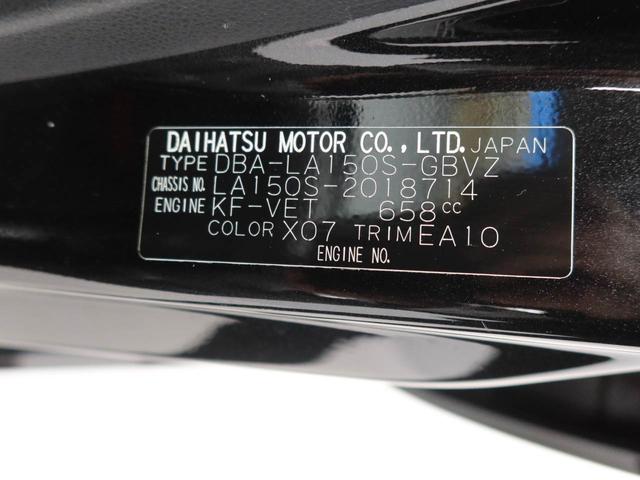 DAIHATSU MOTOR CO.,LTD. JAPAN
TYPE DBA-LA150S-GBVZ
CHASSIS NO. LA150S-2018714
ENGINE KF-VET 658cc
COLOR X07 TRIM EA10
ENGINE NO.